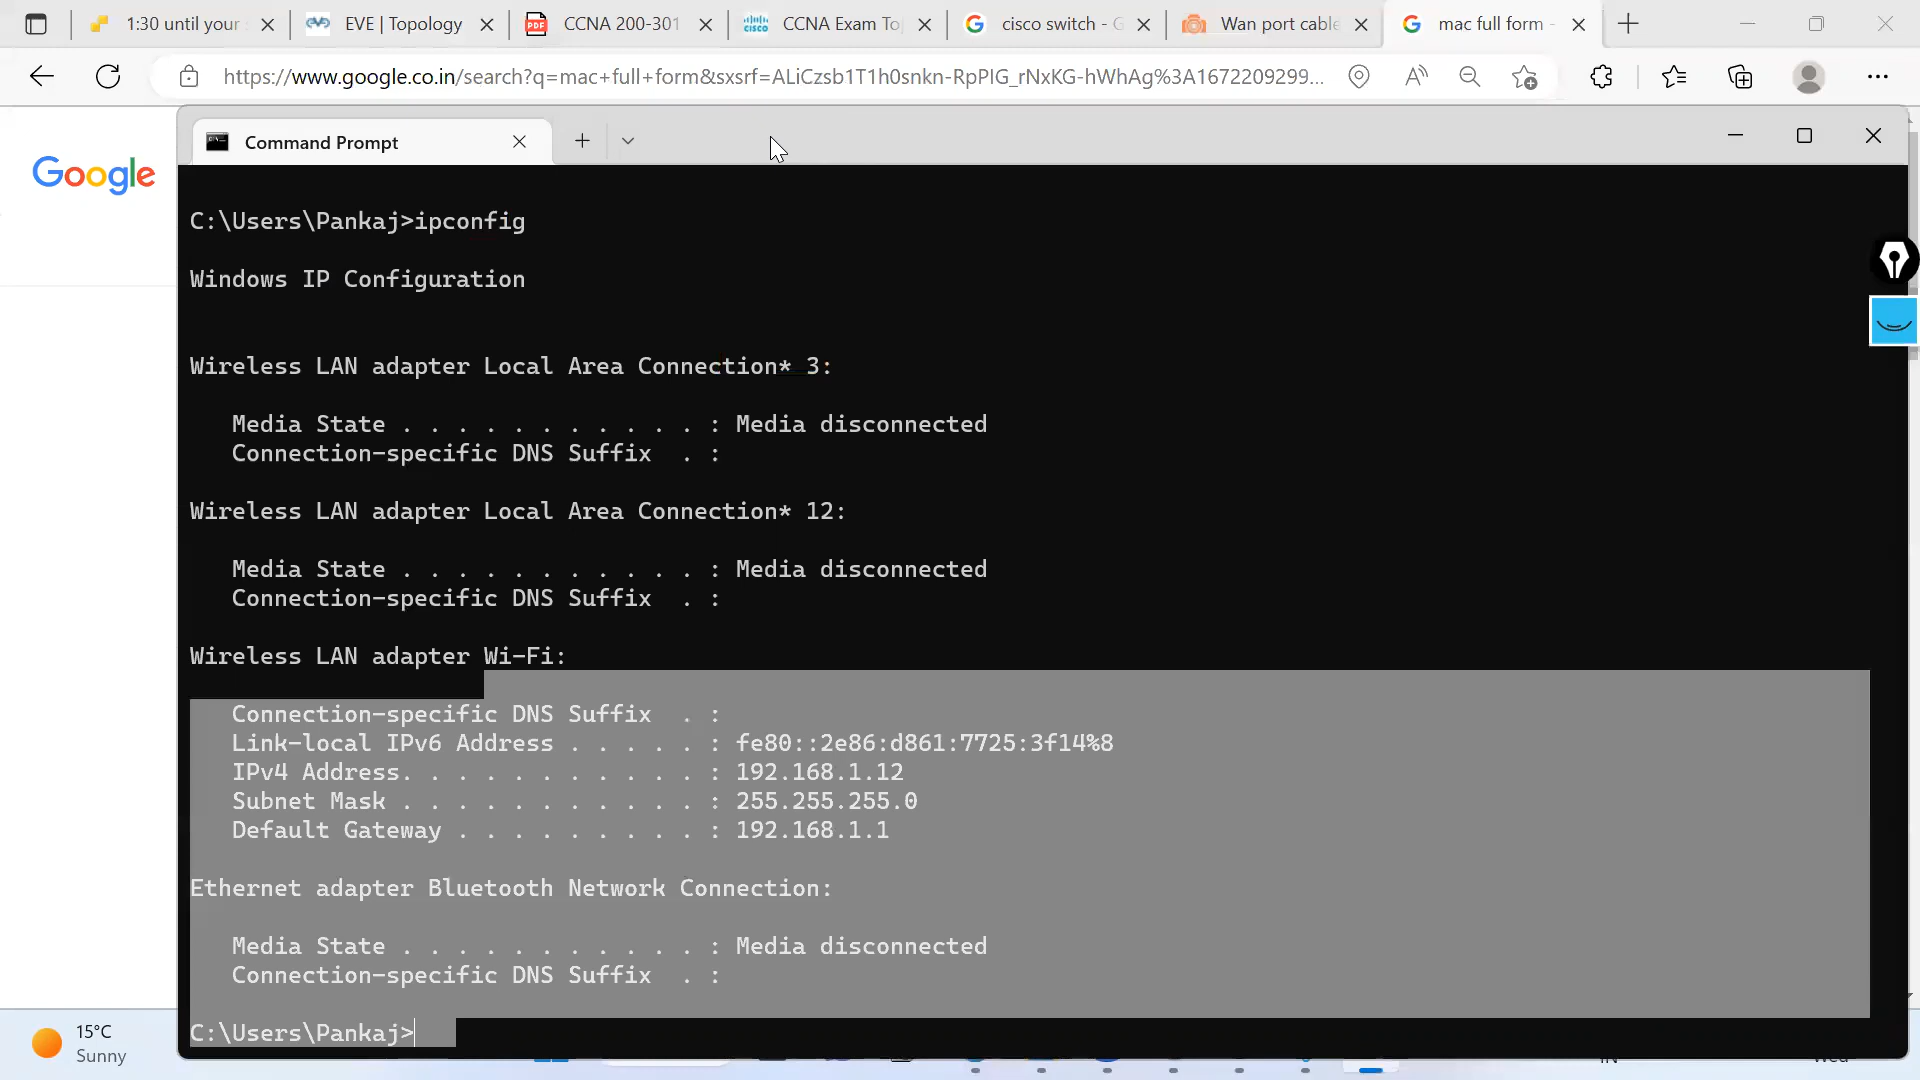 1:30 until your
EVE | Topology
CCNA 200-301
CCNA Exam To
cisco switch - G
Wan port cable
mac full form -
https://www.google.co.in/search?q=mac+full+form&sxsrf=ALiCzsb1T1h0snkn-RpPIG_rNxKG-hWhAg%3A1672209299...
Google
Command Prompt
C:\Users\Pankaj>ipconfig
Windows IP Configuration
Wireless LAN adapter Local Area Connection* 3:
Media State . . . . . . . . . . . : Media disconnected
Connection-specific DNS Suffix  . :
Wireless LAN adapter Local Area Connection* 12:
Media State . . . . . . . . . . . : Media disconnected
Connection-specific DNS Suffix  . :
Wireless LAN adapter Wi-Fi:
Connection-specific DNS Suffix  . :
Link-local IPv6 Address . . . . . : fe80::2e86:d861:7725:3f14%8
IPv4 Address. . . . . . . . . . . : 192.168.1.12
Subnet Mask . . . . . . . . . . . : 255.255.255.0
Default Gateway . . . . . . . . . : 192.168.1.1
Ethernet adapter Bluetooth Network Connection:
Media State . . . . . . . . . . . : Media disconnected
Connection-specific DNS Suffix  . :
C:\Users\Pankaj>
15°C
Sunny